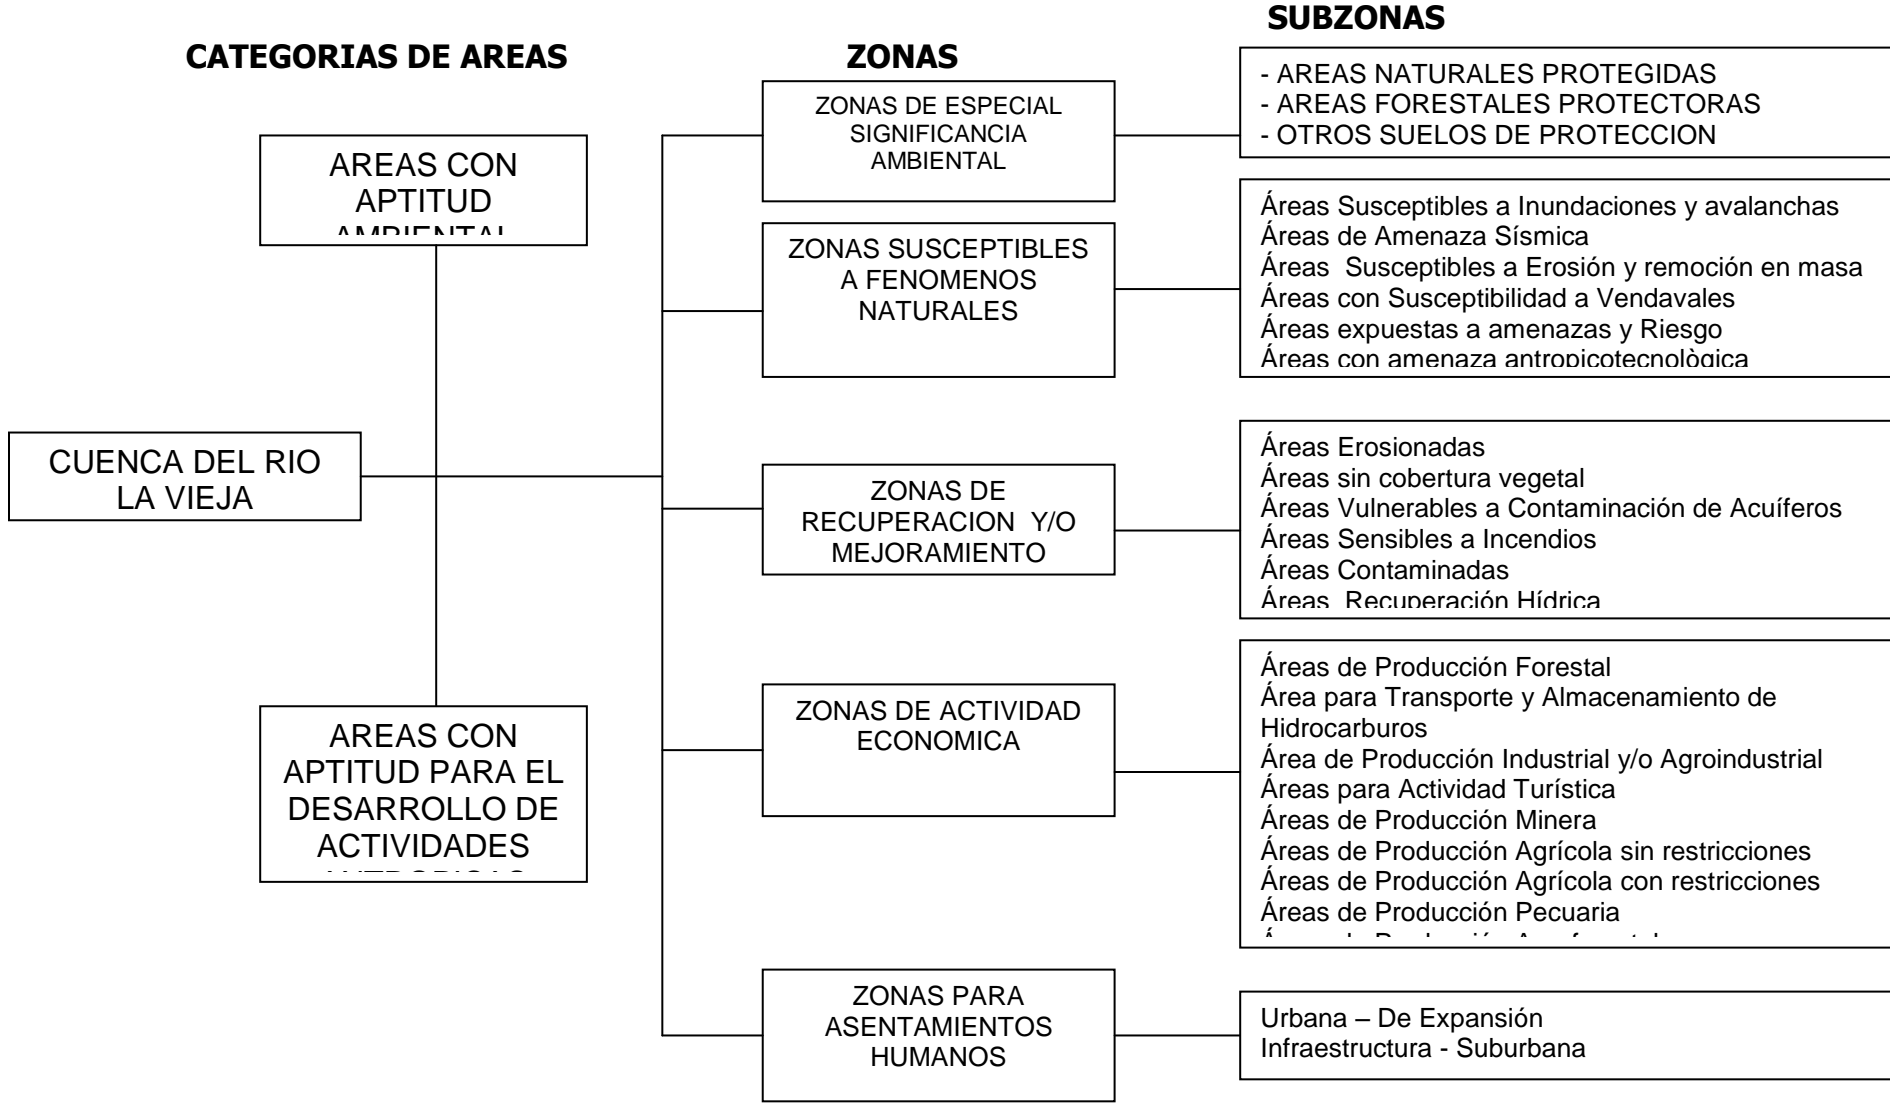 SUBZONAS
CATEGORIAS DE AREAS
ZONAS
CUENCA DEL RIO
LA VIEJA
AREAS CON
APTITUD
AMBIENTAL
AREAS CON
APTITUD PARA EL
DESARROLLO DE
ACTIVIDADES
ZONAS DE ESPECIAL
SIGNIFICANCIA
AMBIENTAL
- AREAS NATURALES PROTEGIDAS
- AREAS FORESTALES PROTECTORAS
- OTROS SUELOS DE PROTECCION
ZONAS SUSCEPTIBLES
A FENOMENOS
NATURALES
Áreas Susceptibles a Inundaciones y avalanchas
Áreas de Amenaza Sísmica
Áreas  Susceptibles a Erosión y remoción en masa
Áreas con Susceptibilidad a Vendavales
Áreas expuestas a amenazas y Riesgo
Áreas con amenaza antropicotecnològica
ZONAS DE
RECUPERACION  Y/O
MEJORAMIENTO
Áreas Erosionadas
Áreas sin cobertura vegetal
Áreas Vulnerables a Contaminación de Acuíferos
Áreas Sensibles a Incendios
Áreas Contaminadas
Áreas  Recuperación Hídrica
ZONAS DE ACTIVIDAD
ECONOMICA
Áreas de Producción Forestal
Área para Transporte y Almacenamiento de
Hidrocarburos
Área de Producción Industrial y/o Agroindustrial
Áreas para Actividad Turística
Áreas de Producción Minera
Áreas de Producción Agrícola sin restricciones
Áreas de Producción Agrícola con restricciones
Áreas de Producción Pecuaria
ZONAS PARA
ASENTAMIENTOS
HUMANOS
Urbana – De Expansión
Infraestructura - Suburbana